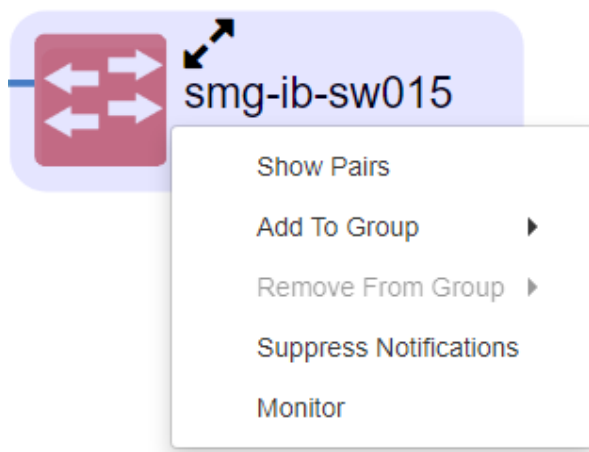 smg-ib-sw015
Show Pairs
Add To Group
Remove From Group
Suppress Notifications
Monitor